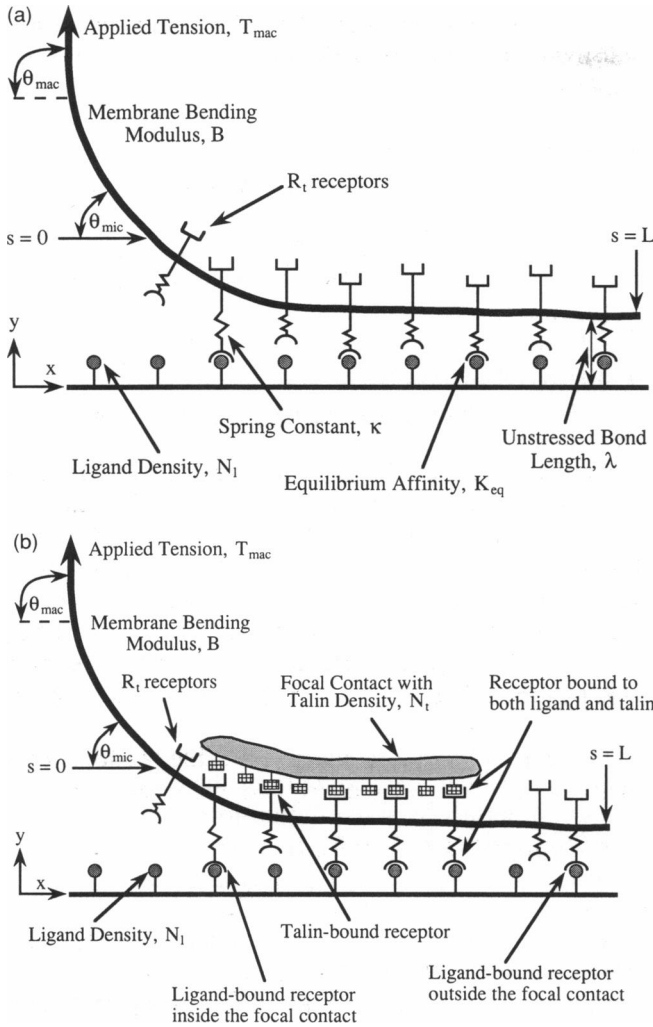 (a)
Applied Tension, T_mac
θ_mac
Membrane Bending
Modulus, B
R_t receptors
θ_mic
s = 0
s = L
y
x
Spring Constant, κ
Unstressed Bond
Length, λ
Ligand Density, N_l
Equilibrium Affinity, K_eq
(b)
Applied Tension, T_mac
θ_mac
Membrane Bending
Modulus, B
R_t receptors
Focal Contact with
Talin Density, N_t
Receptor bound to
both ligand and talin
θ_mic
s = 0
s = L
y
x
Ligand Density, N_l
Talin-bound receptor
Ligand-bound receptor
inside the focal contact
Ligand-bound receptor
outside the focal contact